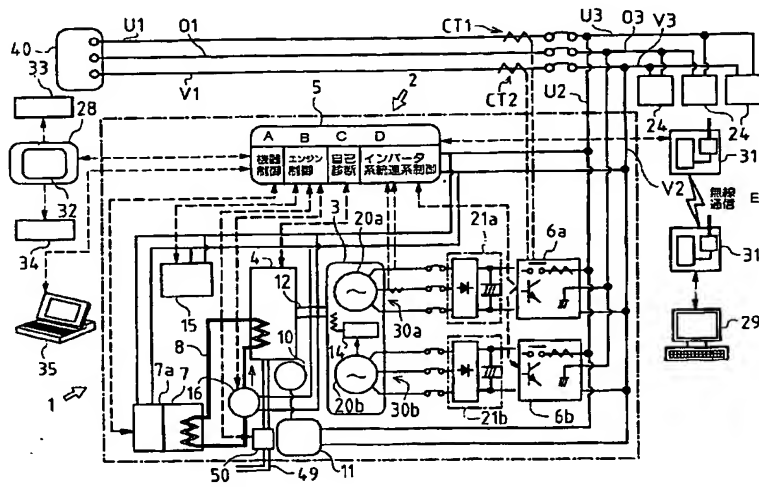 U1
O1
V1
40
33
28
32
34
35
1
CT1
CT2
U3
O3
V3
U2
V2
24
24
31
無線
通信
E
31
29
2
5
A B C D
機器
制御
エンジン
制御
自己
診断
インバータ
系統連系制御
3
20a
4
12
10
15
8
7a
7
16
14
20b
30a
30b
21a
21b
6a
6b
50
49
11